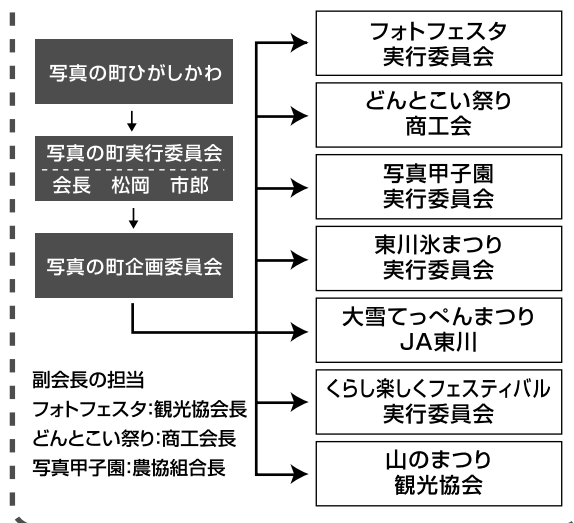 写真の町ひがしかわ
写真の町実行委員会
会長 松岡 市郎
写真の町企画委員会
フォトフェスタ
実行委員会
どんとこい祭り
商工会
写真甲子園
実行委員会
東川氷まつり
実行委員会
大雪てっぺんまつり
JA東川
くらし楽しくフェスティバル
実行委員会
山のまつり
観光協会
副会長の担当
フォトフェスタ:観光協会長
どんとこい祭り:商工会長
写真甲子園:農協組合長